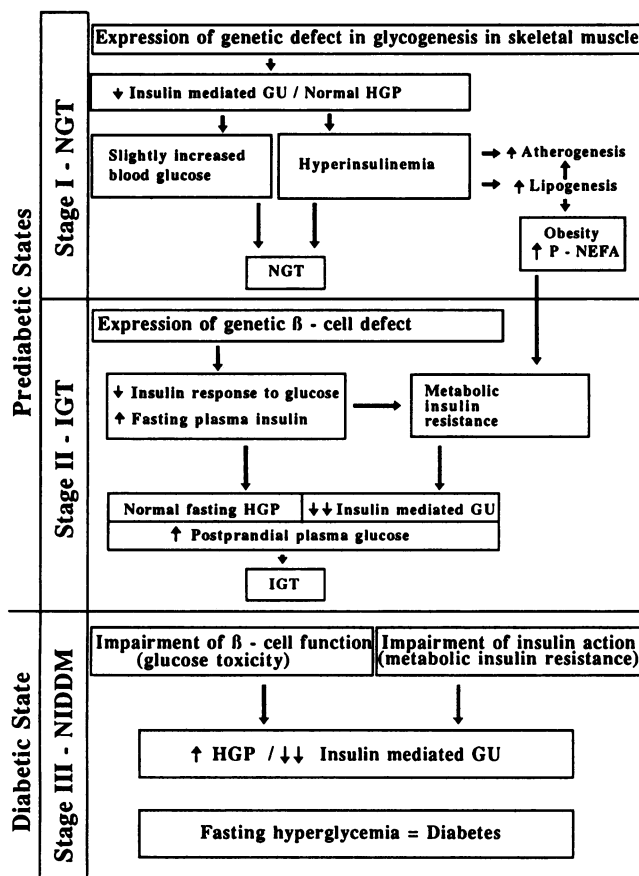 Prediabetic States
Stage I - NGT
Expression of genetic defect in glycogenesis in skeletal muscle
↓ Insulin mediated GU / Normal HGP
Slightly increased
blood glucose
Hyperinsulinemia
↑ Atherogenesis
↑ Lipogenesis
Obesity
↑ P - NEFA
NGT
Stage II - IGT
Expression of genetic ß - cell defect
↓ Insulin response to glucose
↑ Fasting plasma insulin
Metabolic
insulin
resistance
Normal fasting HGP
↓↓ Insulin mediated GU
↑ Postprandial plasma glucose
IGT
Diabetic State
Stage III - NIDDM
Impairment of ß - cell function
(glucose toxicity)
Impairment of insulin action
(metabolic insulin resistance)
↑ HGP / ↓↓ Insulin mediated GU
Fasting hyperglycemia = Diabetes